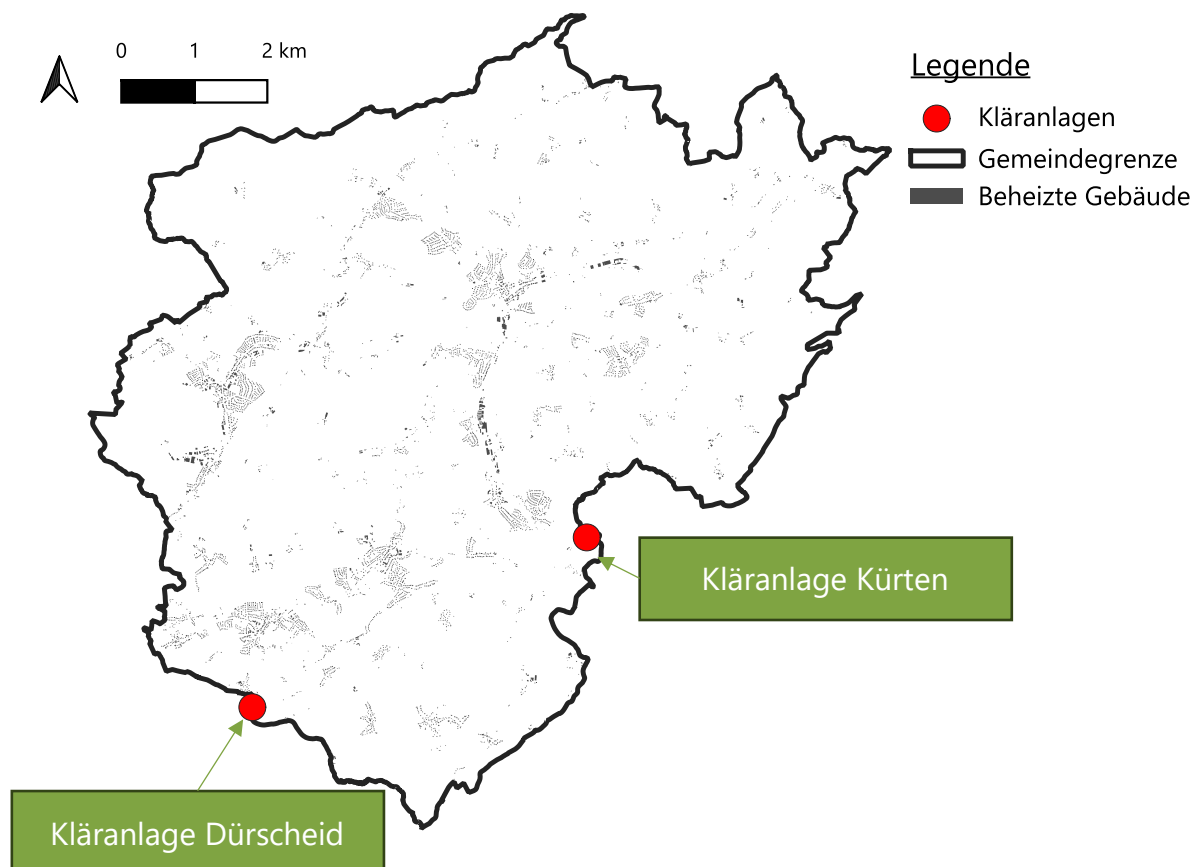 0 1 2 km
Legende
Kläranlagen
Gemeindegrenze
Beheizte Gebäude
Kläranlage Kürten
Kläranlage Dürscheid